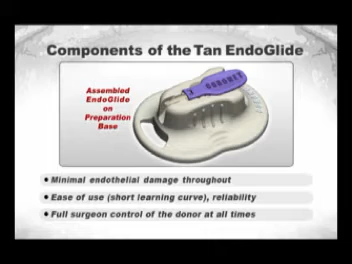 Components of the Tan EndoGlide
Assembled
EndoGlide
on
Preparation
Base
• Minimal endothelial damage throughout
• Ease of use (short learning curve), reliability
• Full surgeon control of the donor at all times